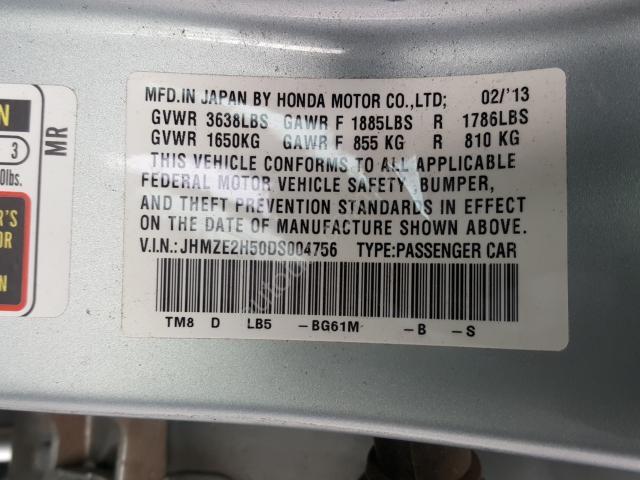 MFD.IN JAPAN BY HONDA MOTOR CO.,LTD; 02/'13
GVWR 3638LBS GAWR F 1885LBS R 1786LBS
GVWR 1650KG GAWR F 855 KG R 810 KG
THIS VEHICLE CONFORMS TO ALL APPLICABLE
FEDERAL MOTOR VEHICLE SAFETY, BUMPER,
AND THEFT PREVENTION STANDARDS IN EFFECT
ON THE DATE OF MANUFACTURE SHOWN ABOVE.
V.I.N.:JHMZE2H50DS004756 TYPE:PASSENGER CAR
TM8 D LB5 -BG61M -B -S
N
3
0lbs.
MR
R'S
OR
N